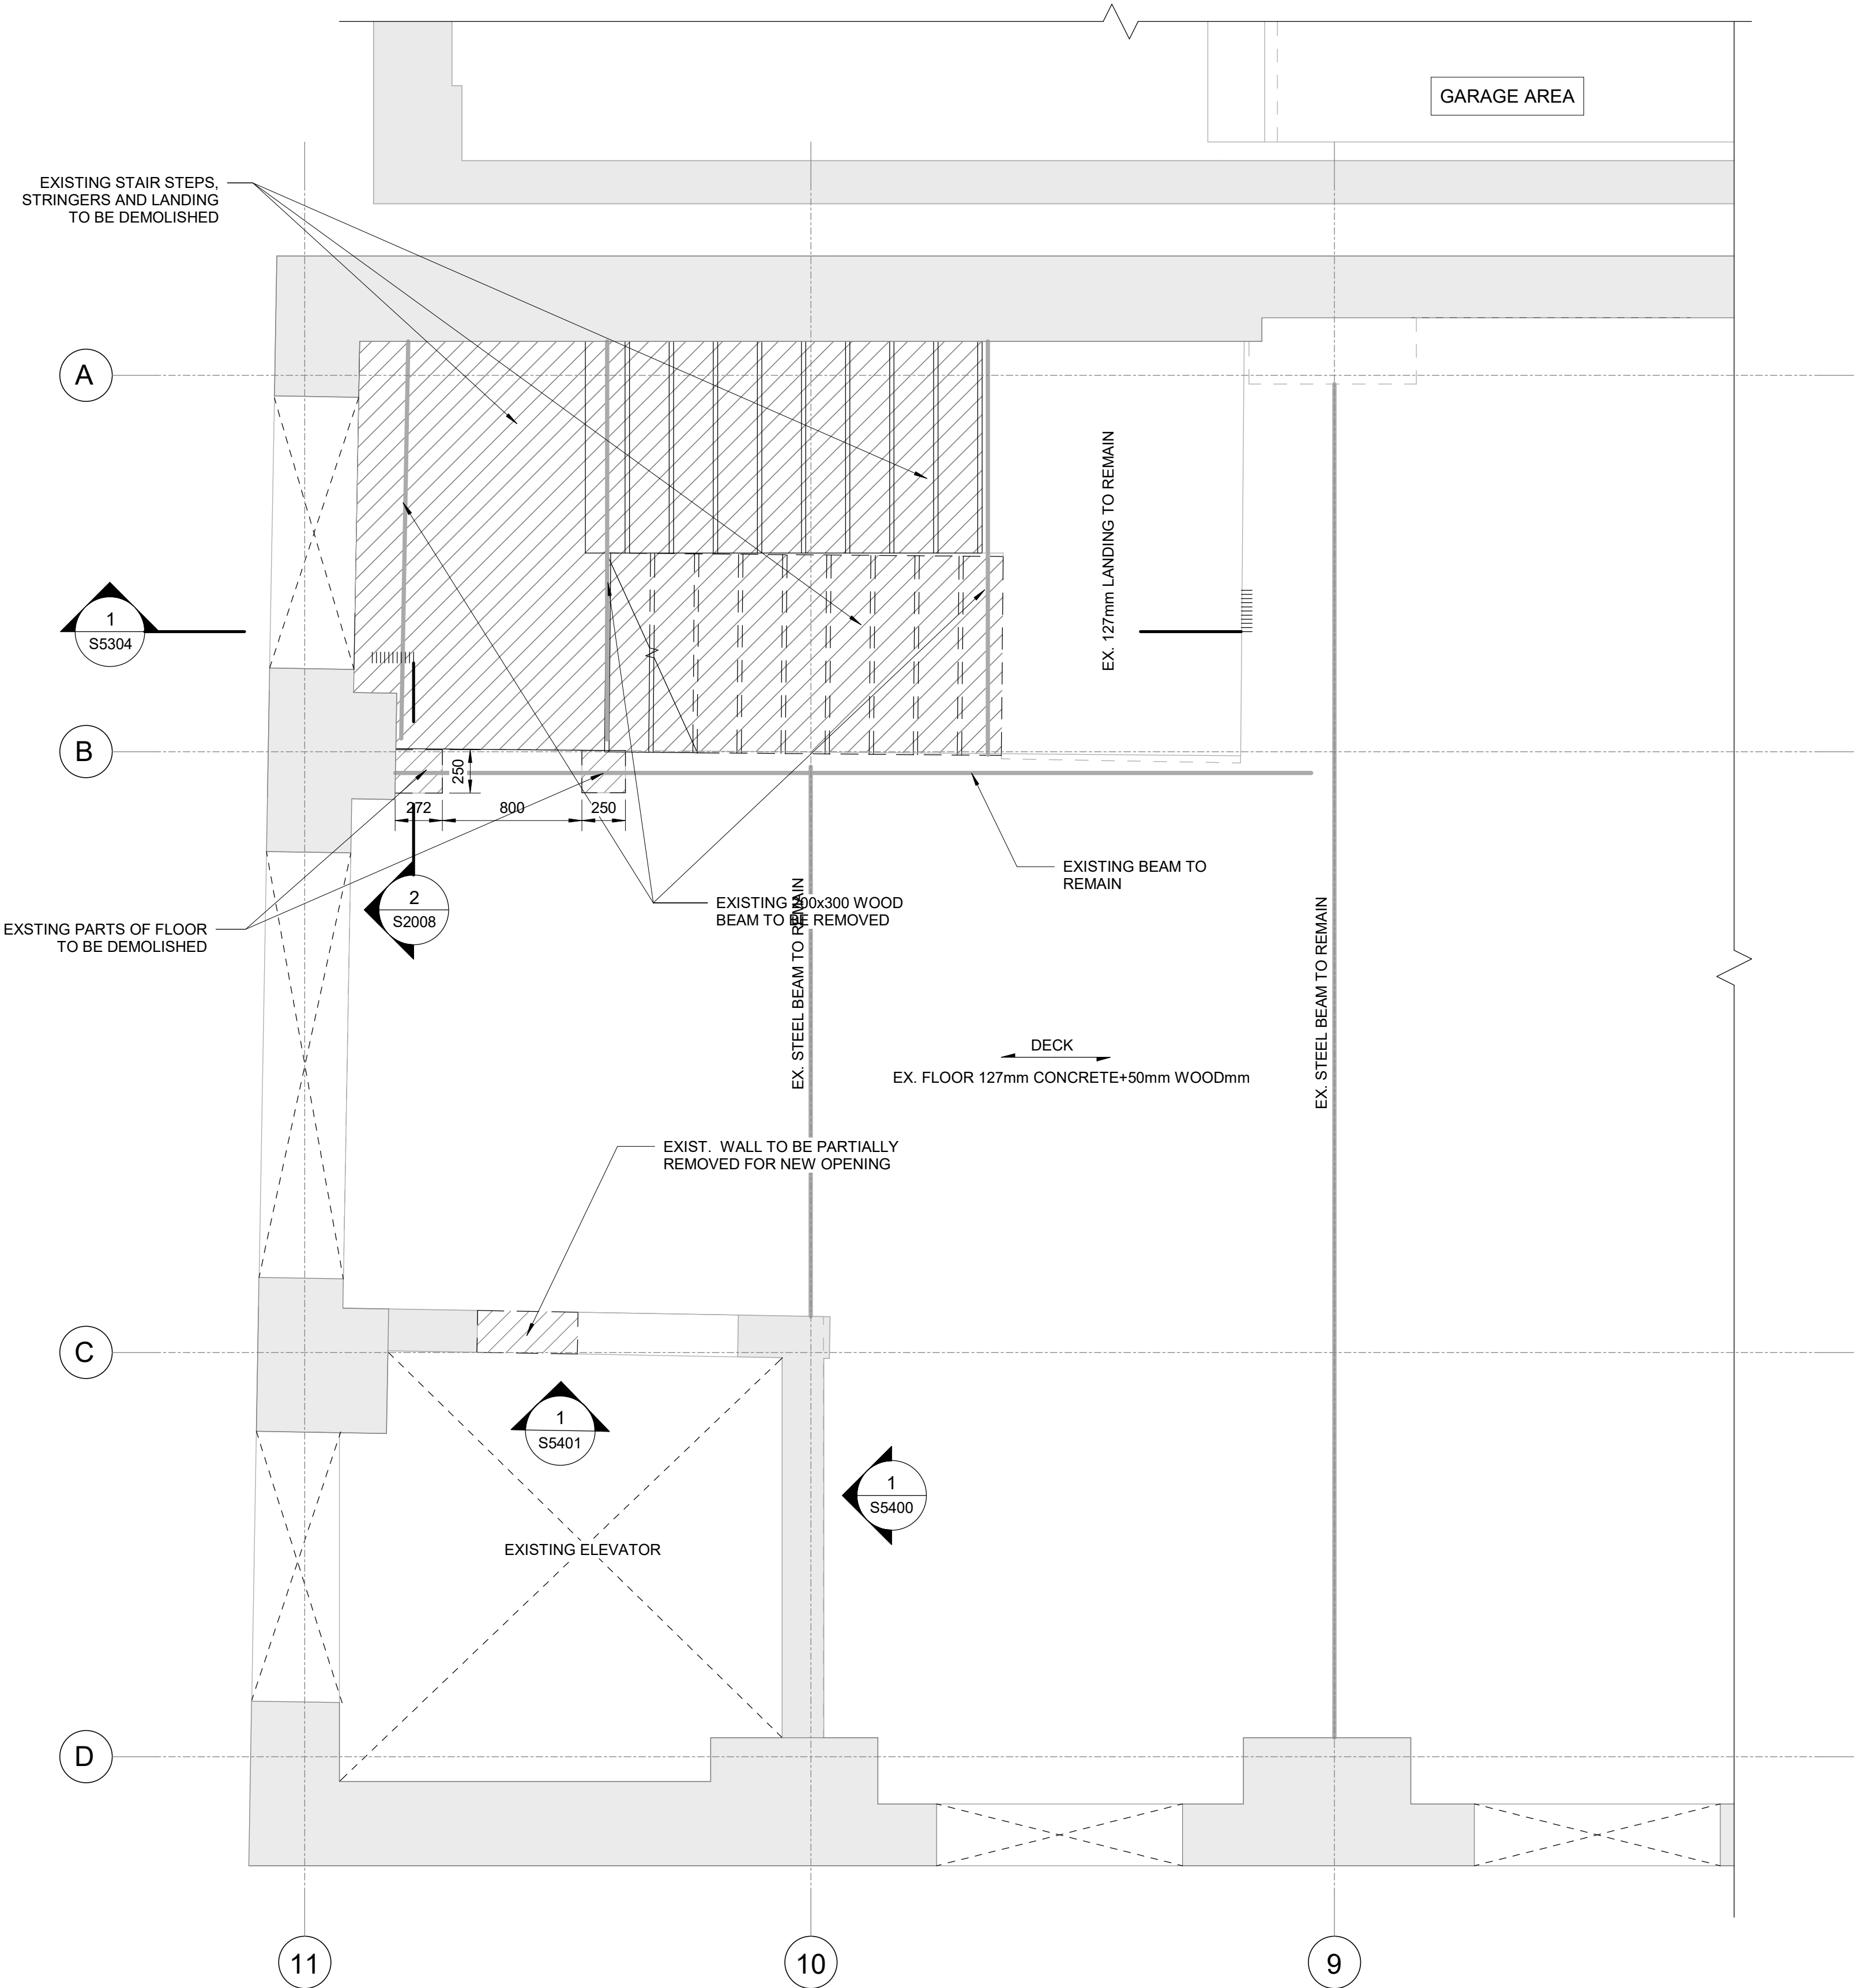 GARAGE AREA
EXISTING STAIR STEPS,
STRINGERS AND LANDING
TO BE DEMOLISHED
A
EX. 127mm LANDING TO REMAIN
1
S5304
B
250
272
800
250
EXISTING BEAM TO
REMAIN
2
S2008
EXISTING 200x300 WOOD
BEAM TO BE REMOVED
EXSTING PARTS OF FLOOR
TO BE DEMOLISHED
EX. STEEL BEAM TO REMAIN
EX. STEEL BEAM TO REMAIN
DECK
EX. FLOOR 127mm CONCRETE+50mm WOODmm
EXIST. WALL TO BE PARTIALLY
REMOVED FOR NEW OPENING
C
1
S5401
1
S5400
EXISTING ELEVATOR
D
11
10
9